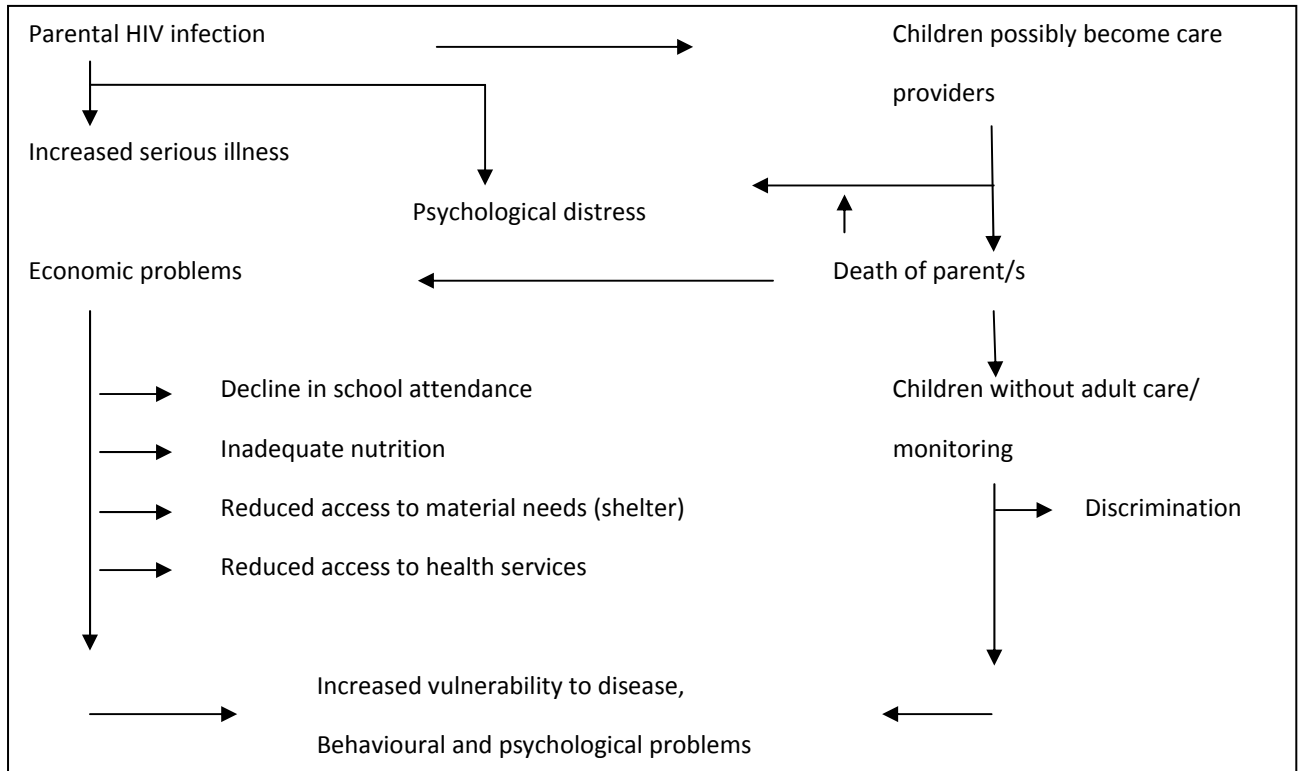 Parental HIV infection
Children possibly become care
providers
Increased serious illness
Psychological distress
Economic problems
Death of parent/s
Decline in school attendance
Children without adult care/
monitoring
Inadequate nutrition
Reduced access to material needs (shelter)
Discrimination
Reduced access to health services
Increased vulnerability to disease,
Behavioural and psychological problems